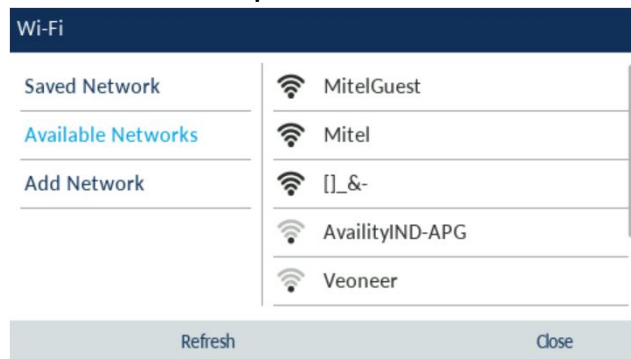 Wi-Fi
Saved Network
Available Networks
Add Network
MitelGuest
Mitel
[]_&-
AvailityIND-APG
Veoneer
Refresh
Close